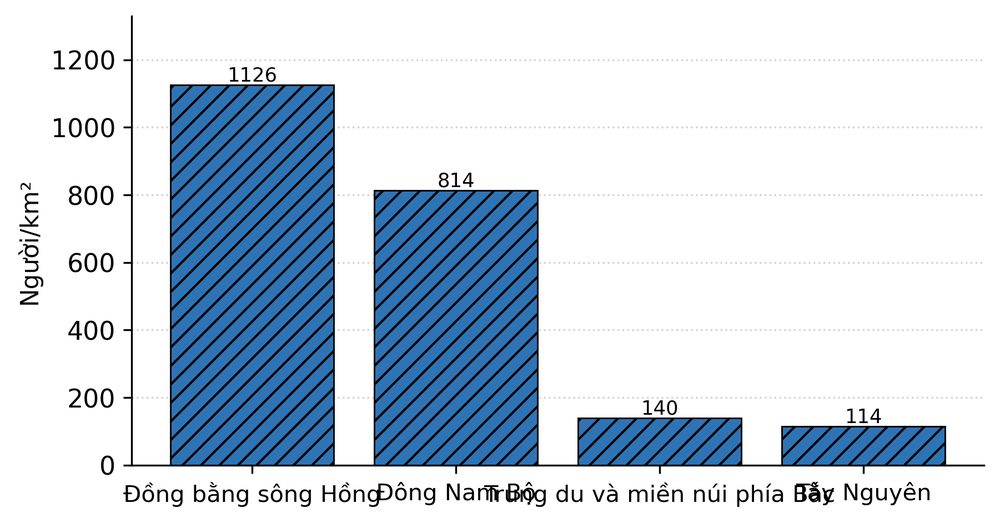 1200
1000
800
600
400
200
0
Người/km²
1126
814
140
114
Đồng bằng sông Hồng
Đông Nam Bộ
Trung du và miền núi phía Bắc
Tây Nguyên